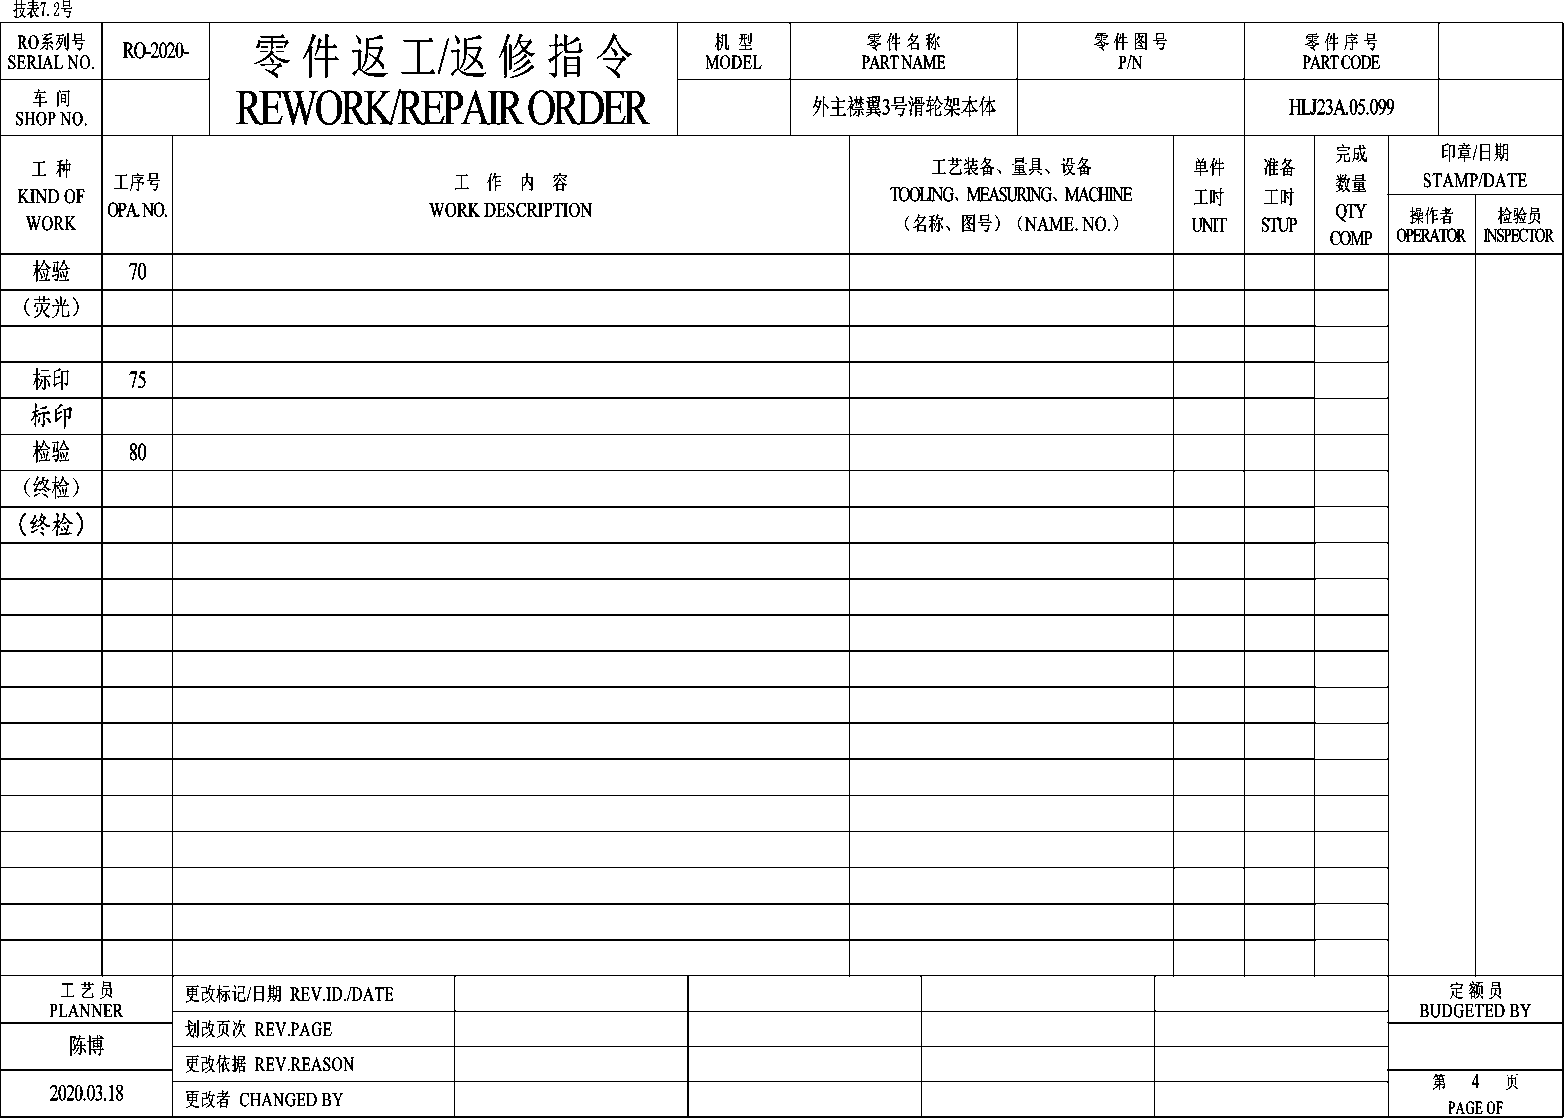 技表7.2号
RO系列号
SERIAL NO.
RO-2020-
零件返工/返修指令
REWORK/REPAIR ORDER
机型
MODEL
零件名称
PART NAME
零件图号
P/N
零件序号
PART CODE
车间
SHOP NO.
外主襟翼3号滑轮架本体
HLJ23A.05.099
工种
KIND OF
WORK
工序号
OPA. NO.
工作内容
WORK DESCRIPTION
工艺装备、量具、设备
TOOLING、MEASURING、MACHINE
（名称、图号）（NAME. NO.）
单件
工时
UNIT
准备
工时
STUP
完成
数量
QTY
COMP
印章/日期
STAMP/DATE
操作者
OPERATOR
检验员
INSPECTOR
检验 70
（荧光）
标印 75
标印
检验 80
（终检）
（终检）
工艺员
PLANNER
陈博
2020.03.18
更改标记/日期 REV.ID./DATE
划改页次 REV.PAGE
更改依据 REV.REASON
更改者 CHANGED BY
定额员
BUDGETED BY
第 4 页
PAGE OF